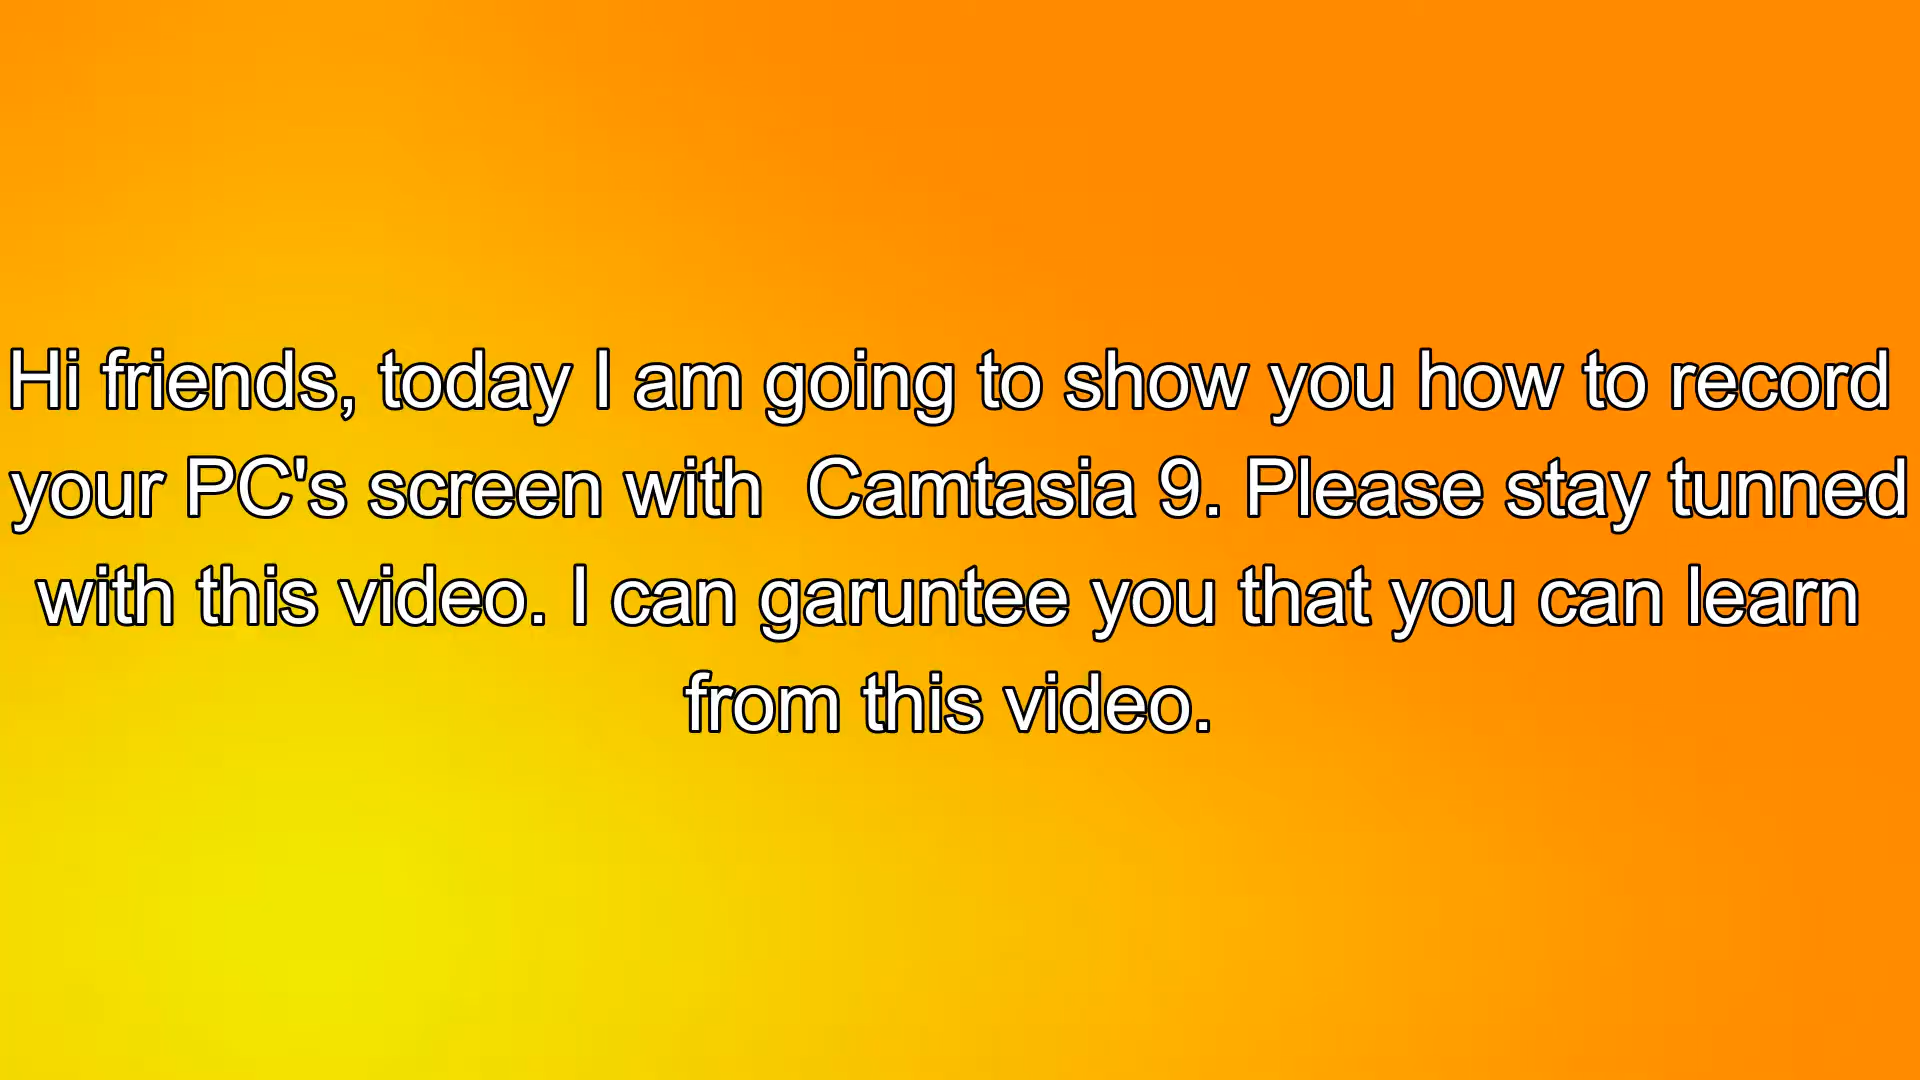 Hi friends, today I am going to show you how to record
your PC's screen with  Camtasia 9. Please stay tunned
with this video. I can garuntee you that you can learn
from this video.